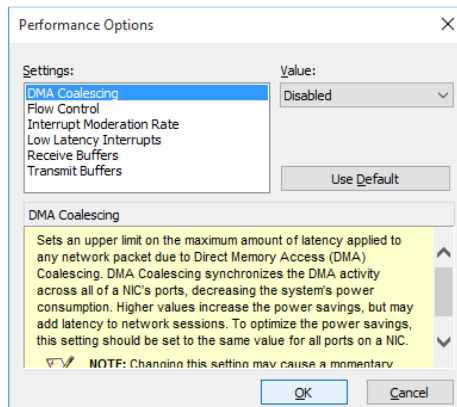 Performance Options
Settings:
Value:
DMA Coalescing
Disabled
Flow Control
Interrupt Moderation Rate
Low Latency Interrupts
Receive Buffers
Transmit Buffers
Use Default
DMA Coalescing
Sets an upper limit on the maximum amount of latency applied to
any network packet due to Direct Memory Access (DMA)
Coalescing. DMA Coalescing synchronizes the DMA activity
across all of a NIC's ports, decreasing the system's power
consumption. Higher values increase the power savings, but may
add latency to network sessions. To optimize the power savings,
this setting should be set to the same value for all ports on a NIC.
NOTE: Changing this setting may cause a momentary
OK
Cancel